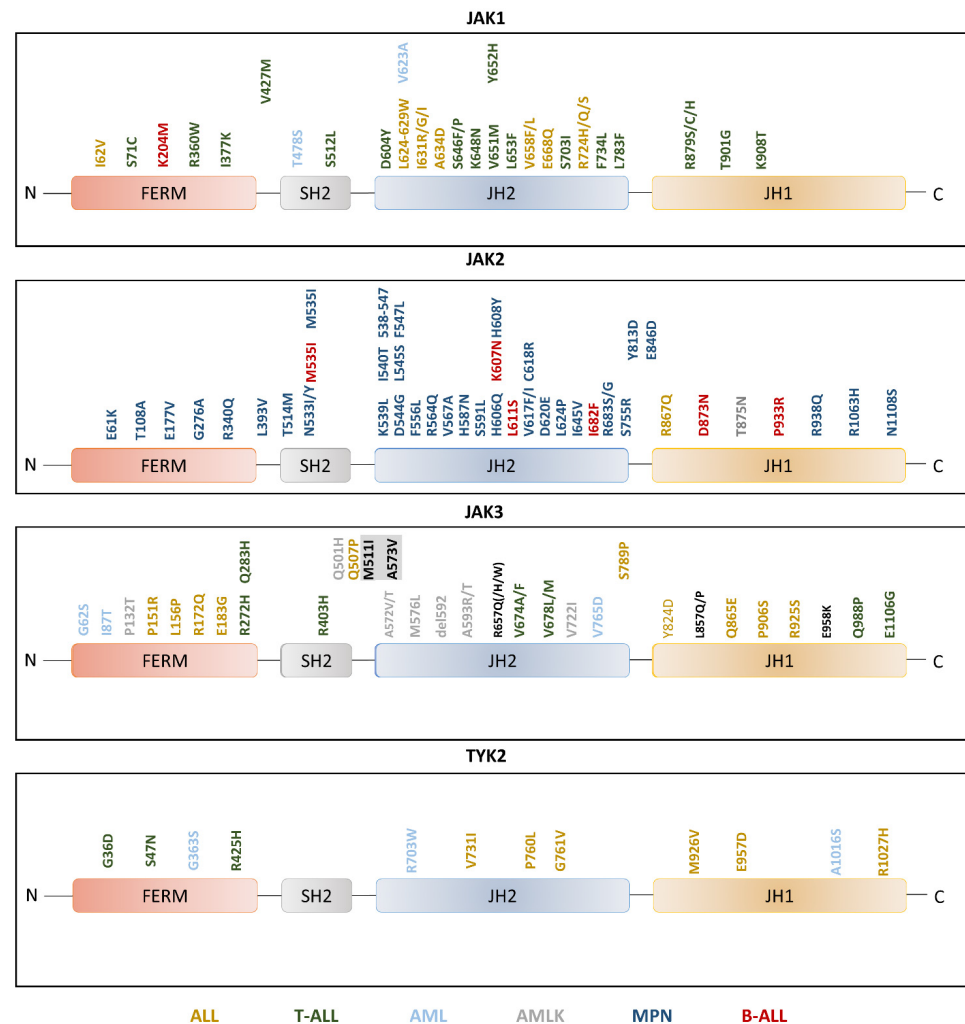 JAK1
V427M
V623A
Y652H
I62V
S71C
K204M
R360W
I377K
T478S
S512L
D604Y
L624-629W
I631R/G/I
A634D
S646F/P
K648N
V651M
L653F
V658F/L
E668Q
S703I
R724H/Q/S
F734L
L783F
R879S/C/H
T901G
K908T
N FERM SH2 JH2 JH1 C
JAK2
M535I
I540T
538-547
L545S
F547L
K607N
H608Y
C618R
Y813D
E846D
E61K
T108A
E177V
G276A
R340Q
L393V
T514M
N533I/Y
M535I
K539L
D544G
F556L
R564Q
V567A
H587N
S591L
H606Q
L611S
V617F/I
D620E
L624P
I645V
I682F
R683S/G
S755R
R867Q
D873N
T875N
P933R
R938Q
R1063H
N1108S
N FERM SH2 JH2 JH1 C
JAK3
Q283H
Q501H
Q507P
M511I
A573V
S789P
G62S
I87T
P132T
P151R
L156P
R172Q
E183G
R272H
R403H
A572V/T
M576L
del592
A593R/T
R657Q(/H/W)
V674A/F
V678L/M
V722I
V765D
Y824D
L857Q/P
Q865E
P906S
R925S
E958K
Q988P
E1106G
N FERM SH2 JH2 JH1 C
TYK2
G36D
S47N
G363S
R425H
R703W
V731I
P760L
G761V
M926V
E957D
A1016S
R1027H
N FERM SH2 JH2 JH1 C
ALL T-ALL AML AMLK MPN B-ALL